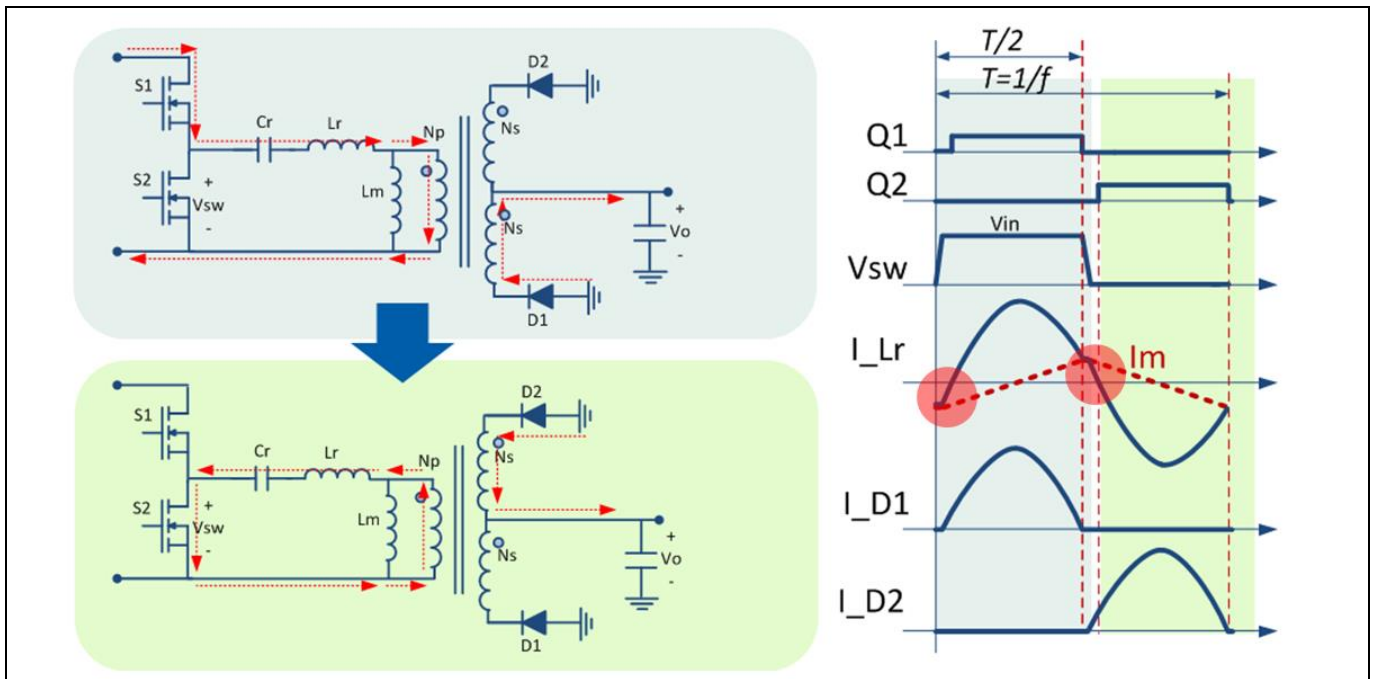 D2
S1
Cr
Lr
Np
Ns
S2
+
Vsw
-
Lm
Ns
+
Vo
-
D1
D2
S1
Cr
Lr
Np
Ns
S2
+
Vsw
-
Lm
Ns
+
Vo
-
D1
T/2
T=1/f
Q1
Q2
Vin
Vsw
I_Lr
Im
I_D1
I_D2